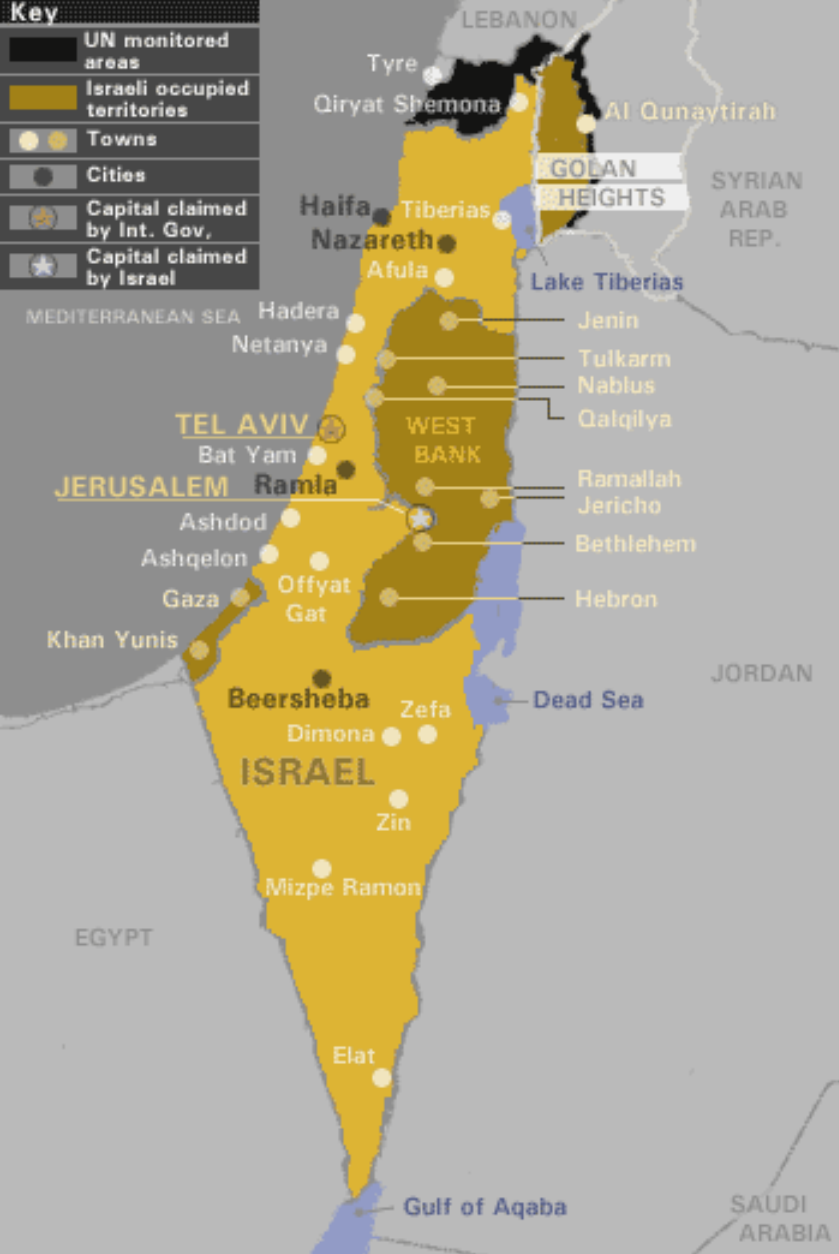 Key
UN monitored
areas
Israeli occupied
territories
Towns
Cities
Capital claimed
by Int. Gov,
Capital claimed
by Israel
LEBANON
Tyre
Qiryat Shemona
Al Qunaytirah
GOLAN
HEIGHTS
SYRIAN
ARAB
REP.
Haifa
Tiberias
Nazareth
Afula
Lake Tiberias
MEDITERRANEAN SEA
Hadera
Netanya
Jenin
Tulkarm
Nablus
Qalqilya
TEL AVIV
WEST
BANK
Bat Yam
Ramla
JERUSALEM
Ramallah
Jericho
Ashdod
Bethlehem
Ashqelon
Offyat
Gat
Gaza
Hebron
Khan Yunis
JORDAN
Beersheba
Dead Sea
Zefa
Dimona
ISRAEL
Zin
Mizpe Ramon
EGYPT
Elat
Gulf of Aqaba
SAUDI
ARABIA